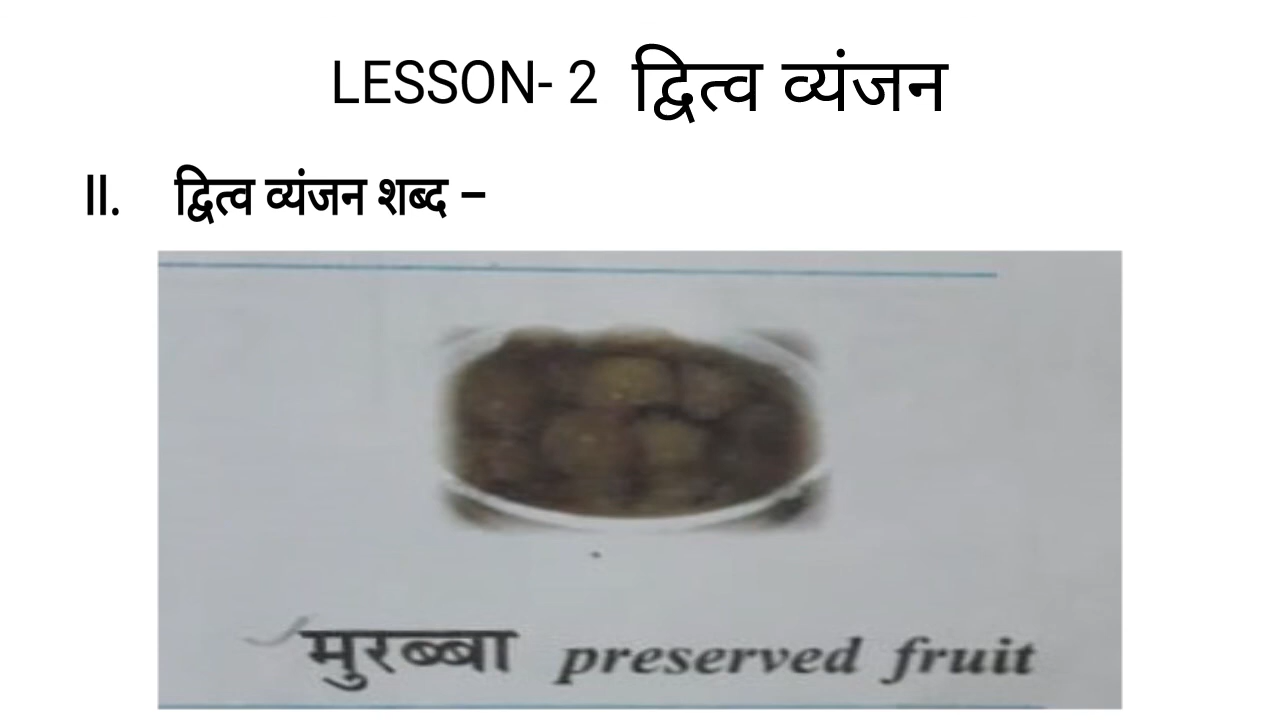 LESSON- 2 द्वित्व व्यंजन
II. द्वित्व व्यंजन शब्द –
मुरब्बा preserved fruit